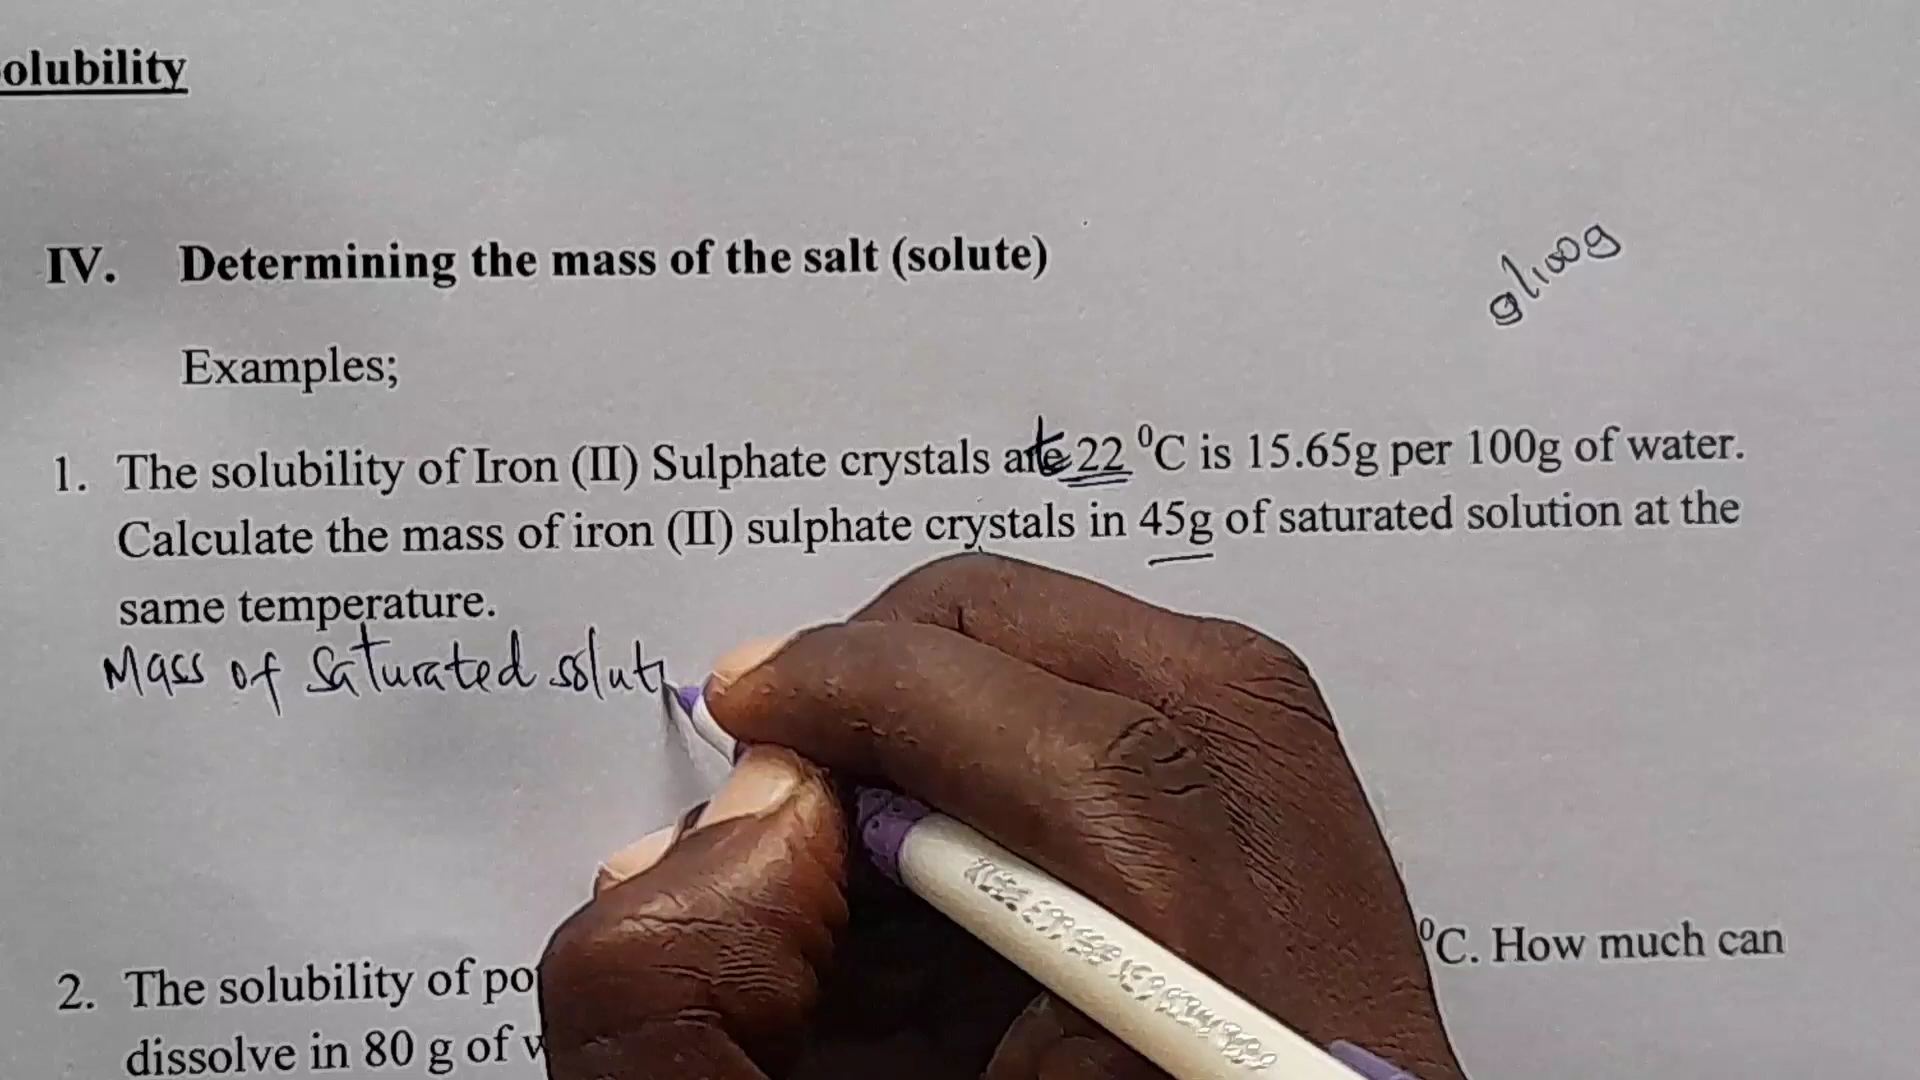 olubility
g/100g
IV. Determining the mass of the salt (solute)
Examples;
1. The solubility of Iron (II) Sulphate crystals at 22 ⁰C is 15.65g per 100g of water.
Calculate the mass of iron (II) sulphate crystals in 45g of saturated solution at the
same temperature.
Mass of saturated soluti
⁰C. How much can
2. The solubility of po
dissolve in 80 g of w